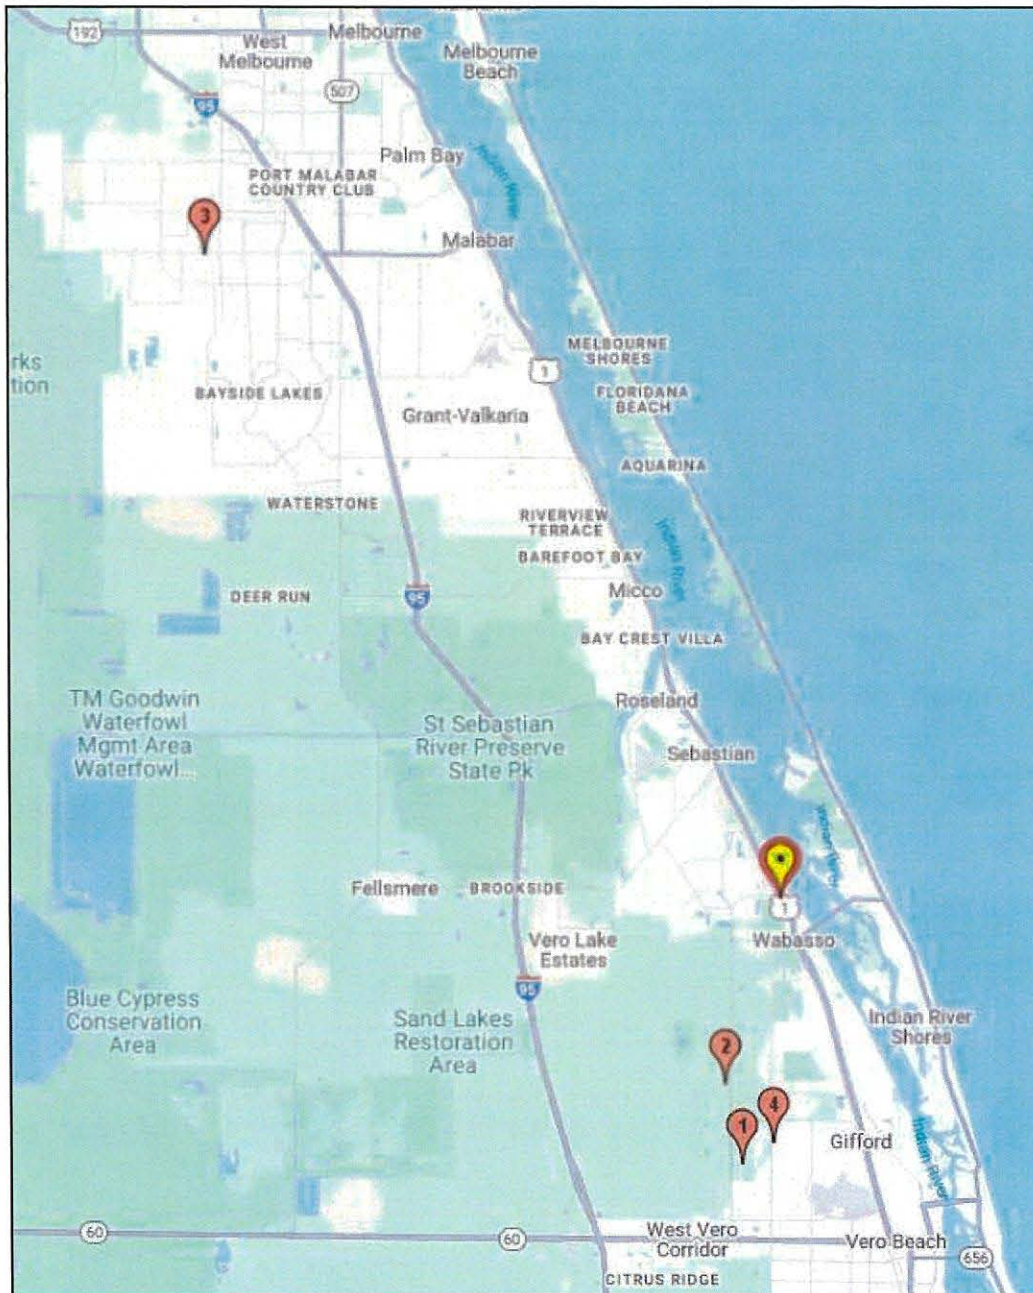 192
West
Melbourne
Melbourne
Melbourne
Beach
507
95
Palm Bay
Indian River
PORT MALABAR
COUNTRY CLUB
3
Malabar
MELBOURNE
SHORES
1
rks
tion
BAYSIDE LAKES
FLORIDANA
BEACH
Grant-Valkaria
AQUARINA
WATERSTONE
RIVERVIEW
TERRACE
Indian River
BAREFOOT BAY
DEER RUN
95
Micco
BAY CREST VILLA
TM Goodwin
Waterfowl
Mgmt Area
Waterfowl...
Roseland
St Sebastian
River Preserve
State Pk
Sebastian
Fellsmere
BROOKSIDE
1
Vero Lake
Estates
Wabasso
95
Blue Cypress
Conservation
Area
Sand Lakes
Restoration
Area
Indian River
Shores
2
4
1
Gifford
Indian River
60
60
West Vero
Corridor
Vero Beach
656
CITRUS RIDGE